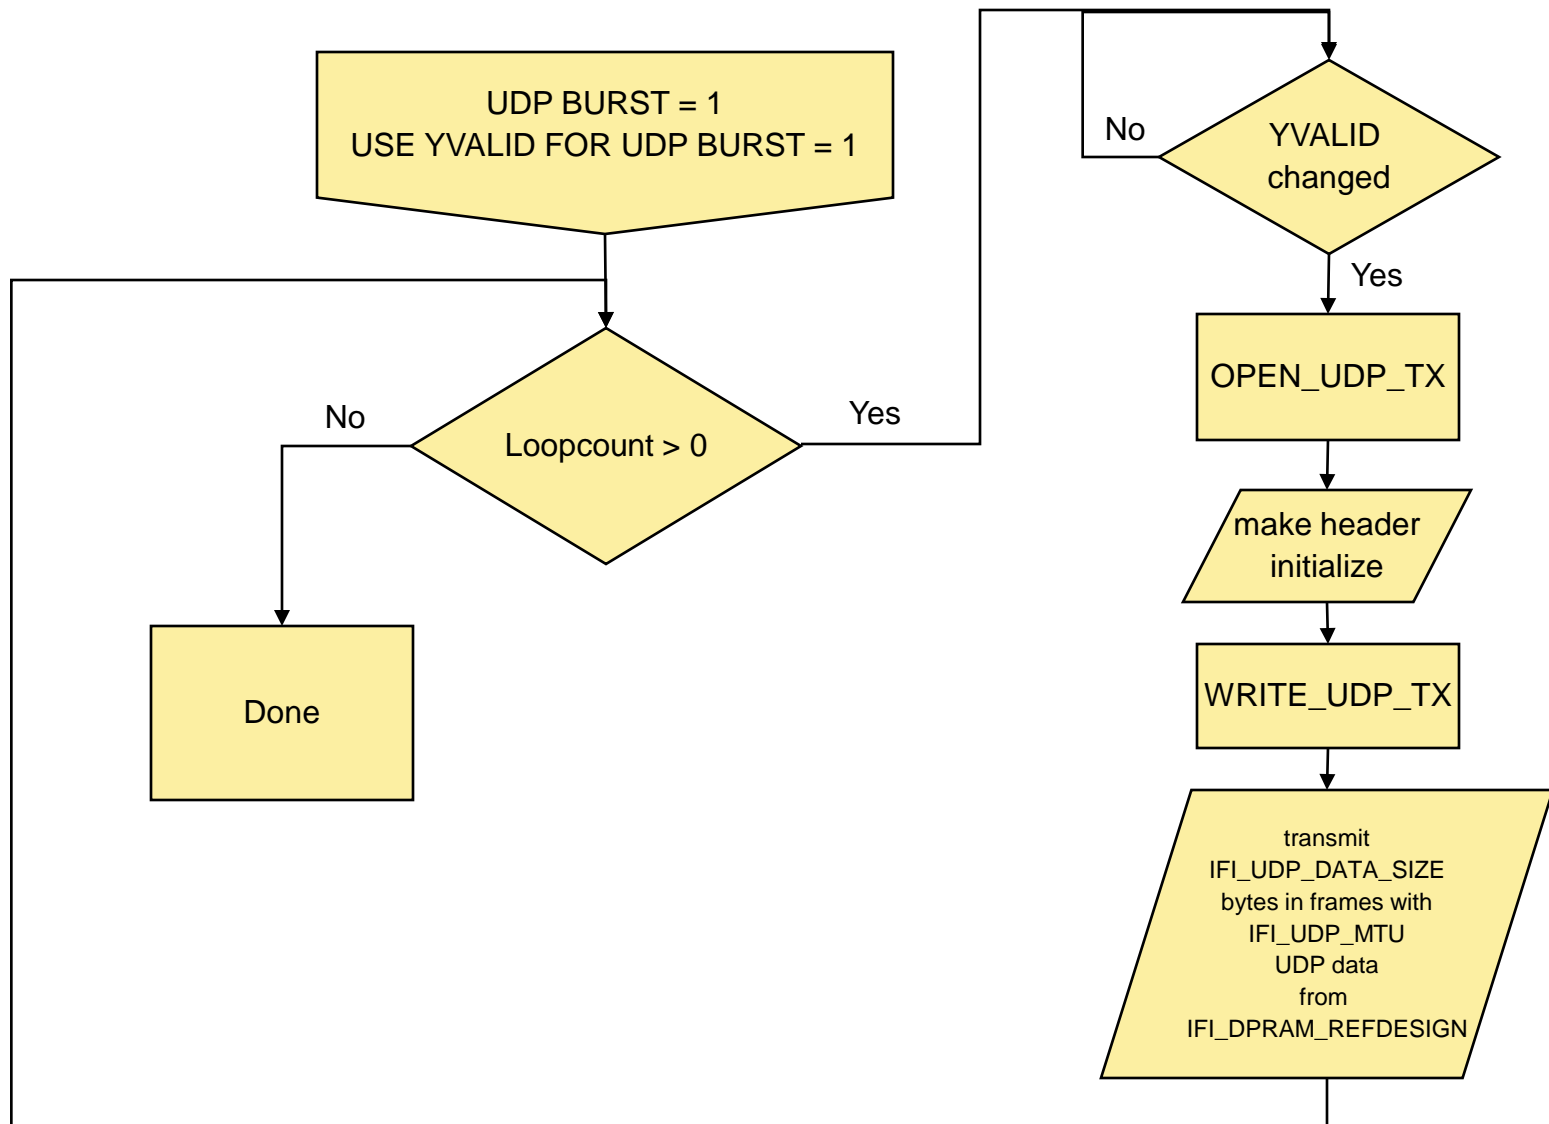 UDP BURST = 1
USE YVALID FOR UDP BURST = 1
No
Loopcount > 0
Yes
Done
No
YVALID
changed
Yes
OPEN_UDP_TX
make header
initialize
WRITE_UDP_TX
transmit
IFI_UDP_DATA_SIZE
bytes in frames with
IFI_UDP_MTU
UDP data
from
IFI_DPRAM_REFDESIGN